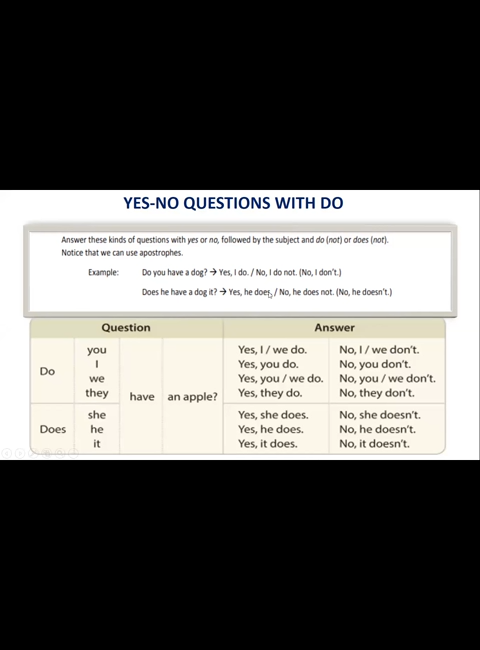 YES-NO QUESTIONS WITH DO
Answer these kinds of questions with yes or no, followed by the subject and do (not) or does (not).
Notice that we can use apostrophes.
Example: Do you have a dog? → Yes, I do. / No, I do not. (No, I don't.)
Does he have a dog it? → Yes, he does / No, he does not. (No, he doesn't.)
Question Answer
you Yes, I / we do. No, I / we don't.
Do I Yes, you do. No, you don't.
we Yes, you / we do. No, you / we don't.
they have an apple? Yes, they do. No, they don't.
she Yes, she does. No, she doesn't.
Does he Yes, he does. No, he doesn't.
it Yes, it does. No, it doesn't.